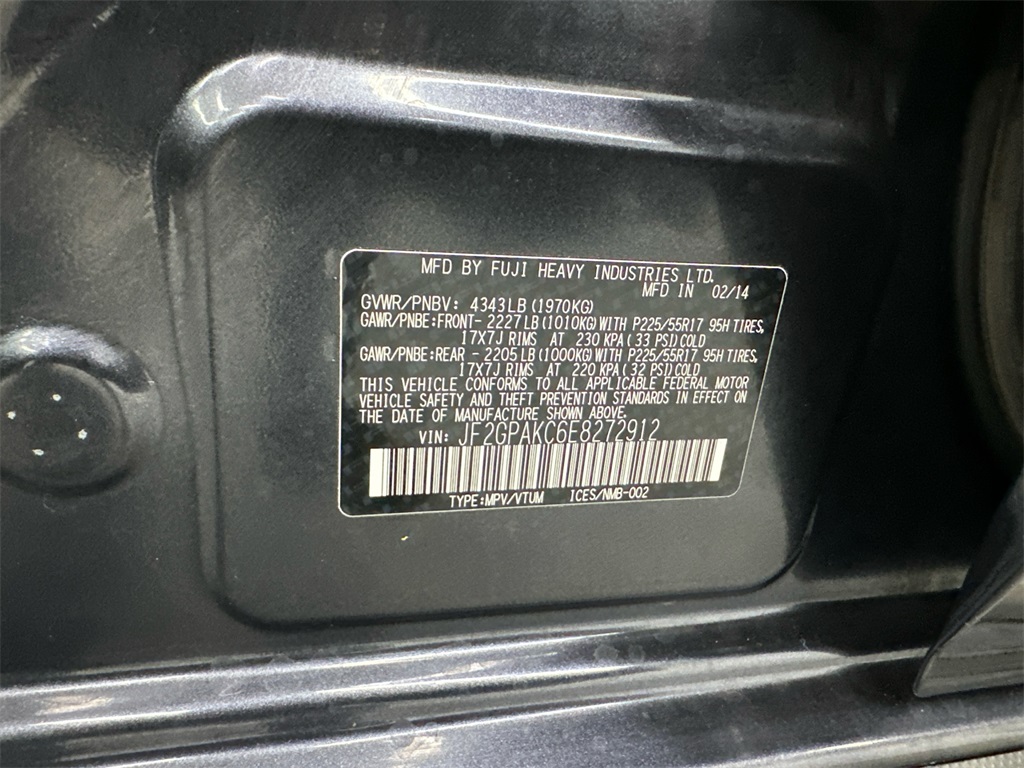 MFD BY FUJI HEAVY INDUSTRIES LTD.
MFD IN 02/14
GVWR/PNBV: 4343LB(1970KG)
GAWR/PNBE:FRONT- 2227LB(1010KG)WITH P225/55R17 95H TIRES,
17X7J RIMS AT 230 KPA(33 PSI)COLD
GAWR/PNBE:REAR - 2205LB(1000KG)WITH P225/55R17 95H TIRES,
17X7J RIMS AT 220 KPA(32 PSI)COLD
THIS VEHICLE CONFORMS TO ALL APPLICABLE FEDERAL MOTOR
VEHICLE SAFETY AND THEFT PREVENTION STANDARDS IN EFFECT ON
THE DATE OF MANUFACTURE SHOWN ABOVE.
VIN: JF2GPAKC6E8272912
TYPE:MPV/VTUM ICES/NMB-002